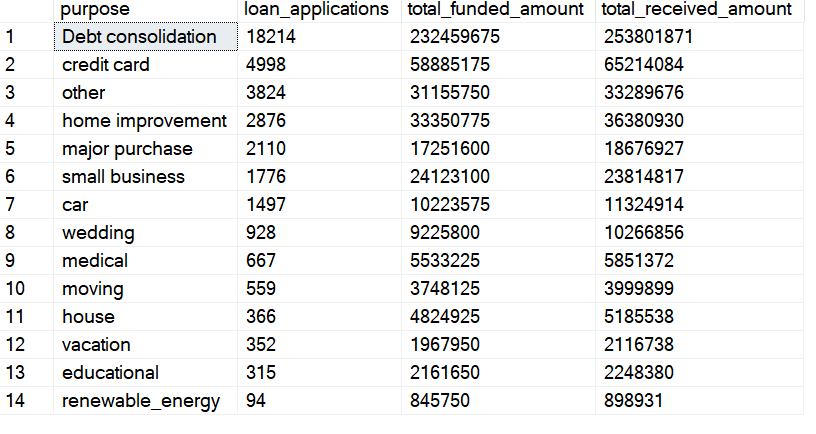 purpose loan_applications total_funded_amount total_received_amount
1 Debt consolidation 18214 232459675 253801871
2 credit card 4998 58885175 65214084
3 other 3824 31155750 33289676
4 home improvement 2876 33350775 36380930
5 major purchase 2110 17251600 18676927
6 small business 1776 24123100 23814817
7 car 1497 10223575 11324914
8 wedding 928 9225800 10266856
9 medical 667 5533225 5851372
10 moving 559 3748125 3999899
11 house 366 4824925 5185538
12 vacation 352 1967950 2116738
13 educational 315 2161650 2248380
14 renewable_energy 94 845750 898931